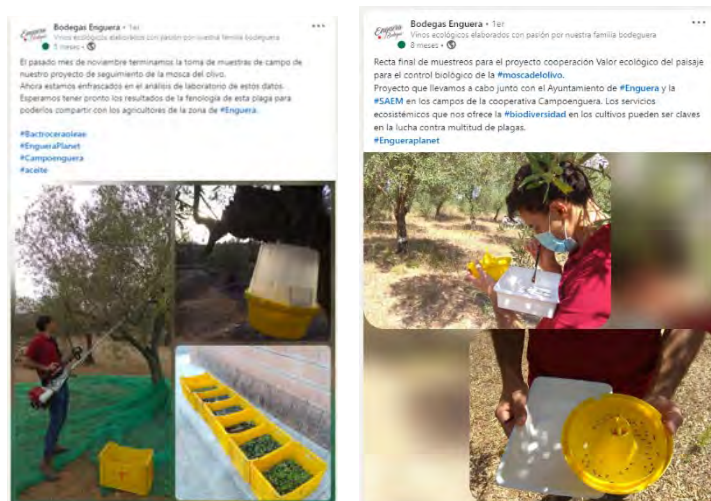 Enguera
Bodegas
Bodegas Enguera • 1er
Vinos ecológicos elaborados con pasión por nuestra familia bodeguera
5 meses •
El pasado mes de noviembre terminamos la toma de muestras de campo de
nuestro proyecto de seguimiento de la mosca del olivo.
Ahora estamos enfrascados en el análisis de laboratorio de estos datos.
Esperamos tener pronto los resultados de la fenología de esta plaga para
poderlos compartir con los agricultores de la zona de #Enguera.
#Bactroceraoleae
#EngueraPlanet
#Campoenguera
#aceite
Enguera
Bodegas
Bodegas Enguera • 1er
Vinos ecológicos elaborados con pasión por nuestra familia bodeguera
8 meses •
Recta final de muestreos para el proyecto cooperación Valor ecológico del paisaje
para el control biológico de la #moscadelolivo.
Proyecto que llevamos a cabo junto con el Ayuntamiento de #Enguera y la
#SAEM en los campos de la cooperativa Campoenguera. Los servicios
ecosistémicos que nos ofrece la #biodiversidad en los cultivos pueden ser claves
en la lucha contra multitud de plagas.
#Engueraplanet